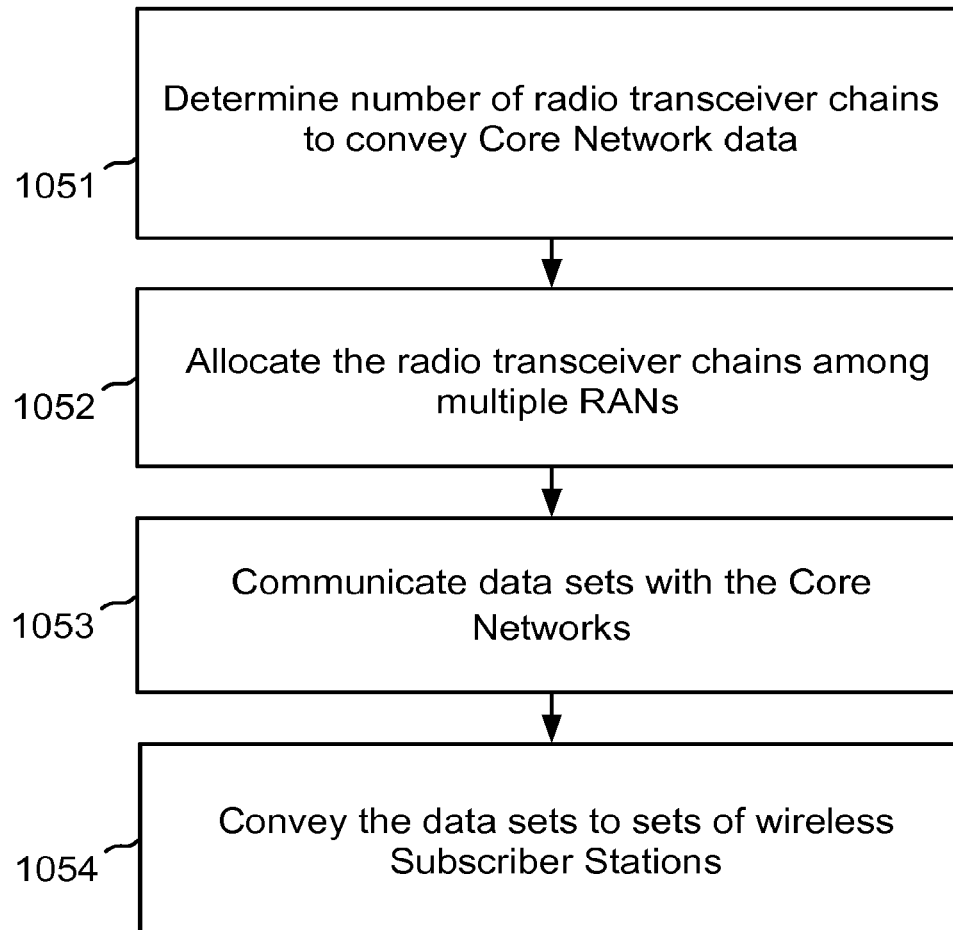 Determine number of radio transceiver chains
to convey Core Network data
1051
Allocate the radio transceiver chains among
multiple RANs
1052
Communicate data sets with the Core
Networks
1053
Convey the data sets to sets of wireless
Subscriber Stations
1054